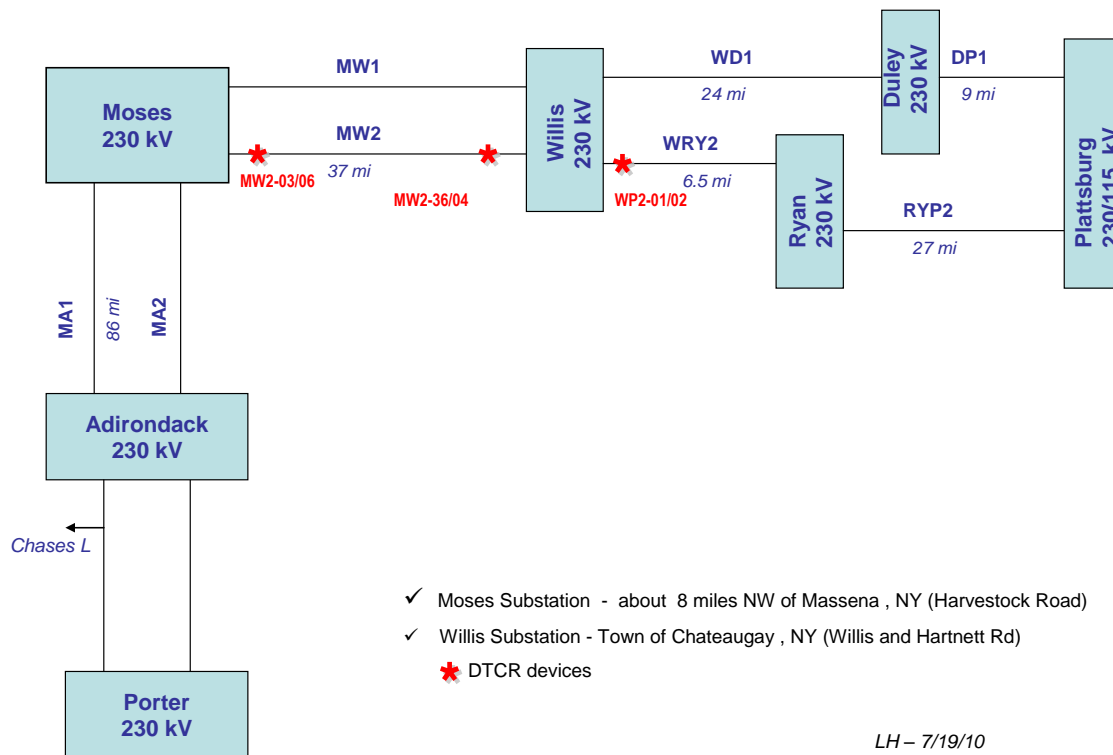 Moses
230 kV
MW1
MW2
37 mi
MW2-03/06
MW2-36/04
Willis
230 kV
WD1
24 mi
WRY2
6.5 mi
WP2-01/02
Duley
230 kV
DP1
9 mi
Ryan
230 kV
RYP2
27 mi
Plattsburg
230/115 kV
MA1
86 mi
MA2
Adirondack
230 kV
Chases L
Porter
230 kV
✓ Moses Substation - about 8 miles NW of Massena , NY (Harvestock Road)
✓ Willis Substation - Town of Chateaugay , NY (Willis and Hartnett Rd)
DTCR devices
LH – 7/19/10